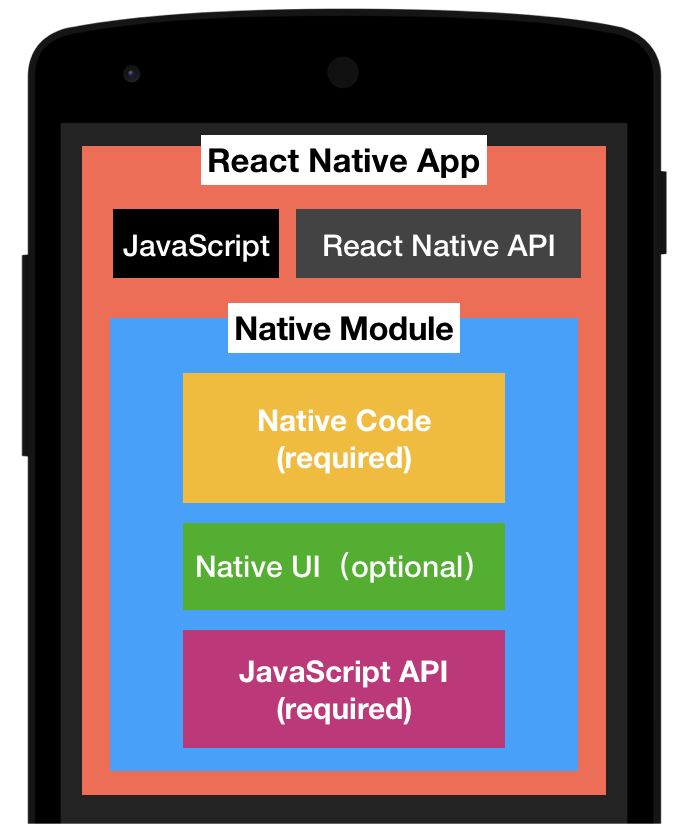 React Native App
JavaScript
React Native API
Native Module
Native Code
(required)
Native UI（optional）
JavaScript API
(required)